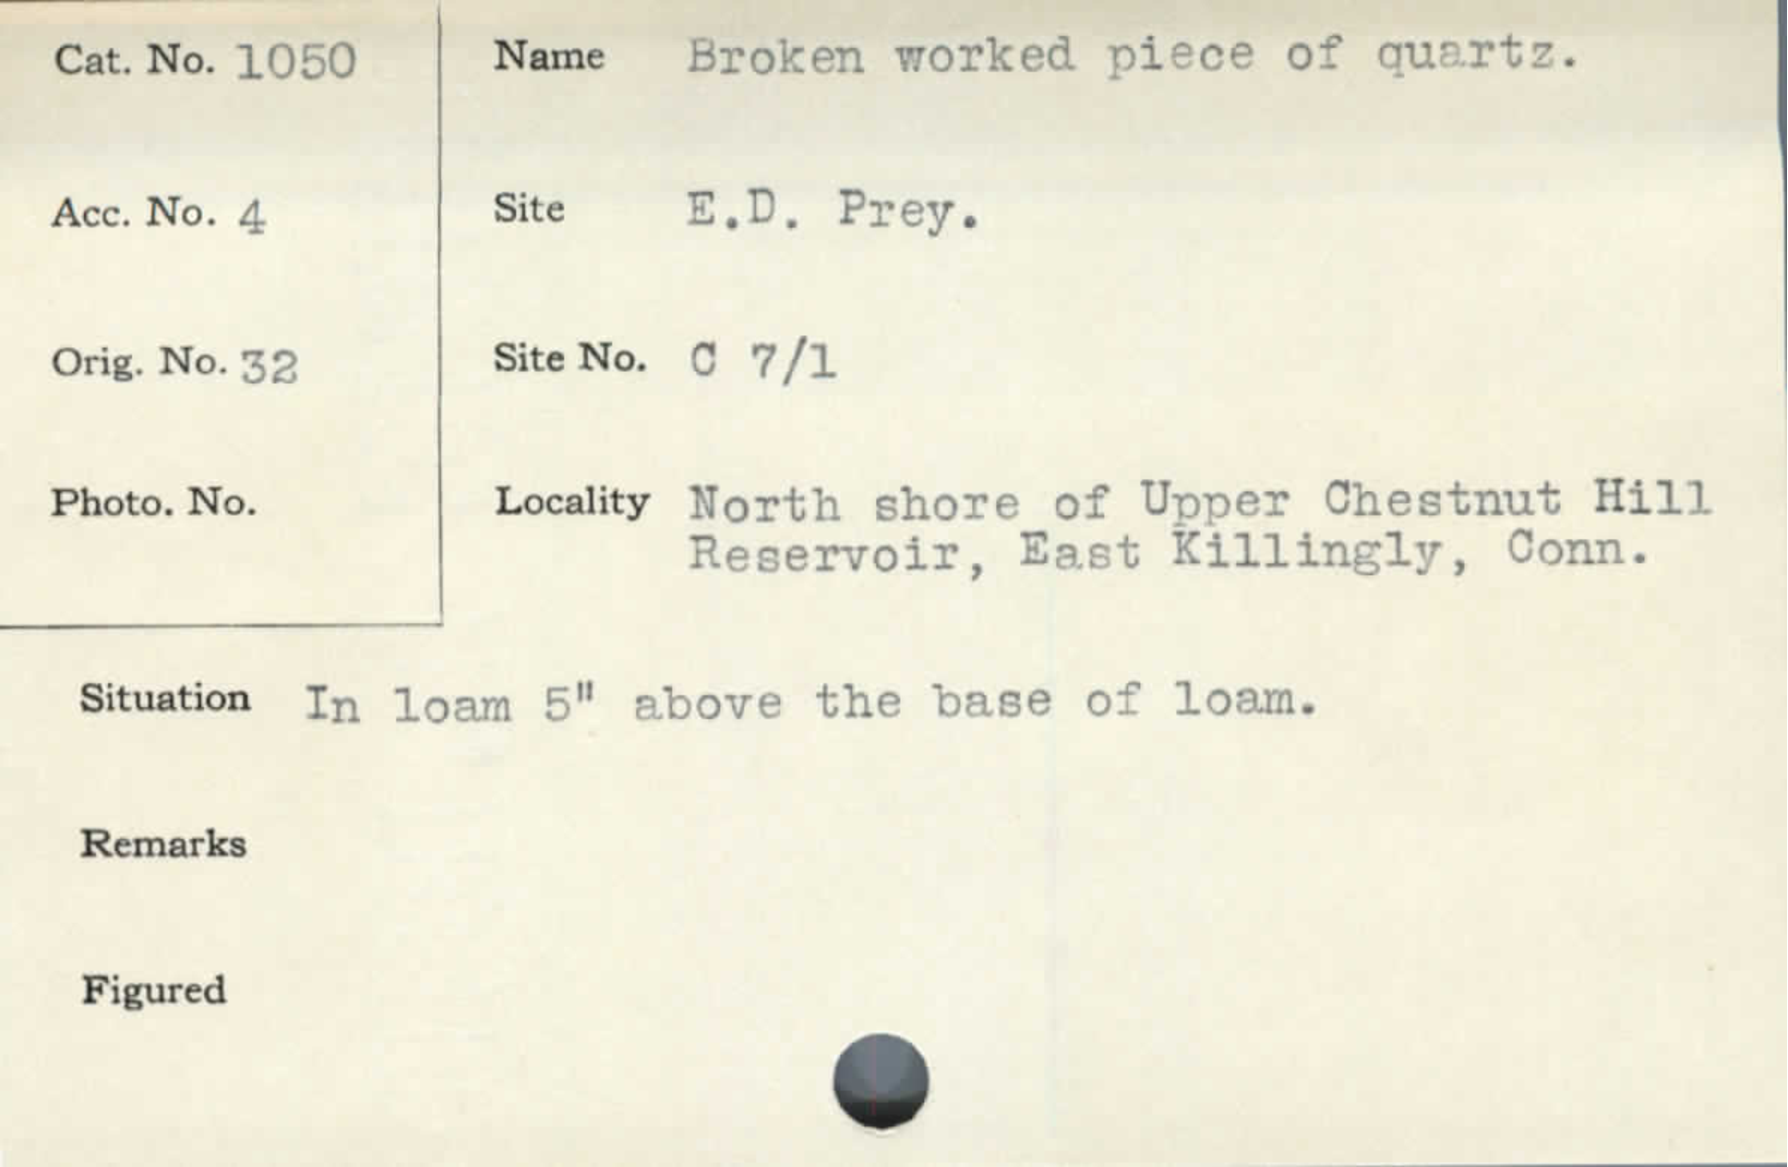 Cat. No. 1050
Name Broken worked piece of quartz.
Acc. No. 4
Site E.D. Prey.
Orig. No. 32
Site No. C 7/1
Photo. No.
Locality North shore of Upper Chestnut Hill
Reservoir, East Killingly, Conn.
Situation In loam 5" above the base of loam.
Remarks
Figured